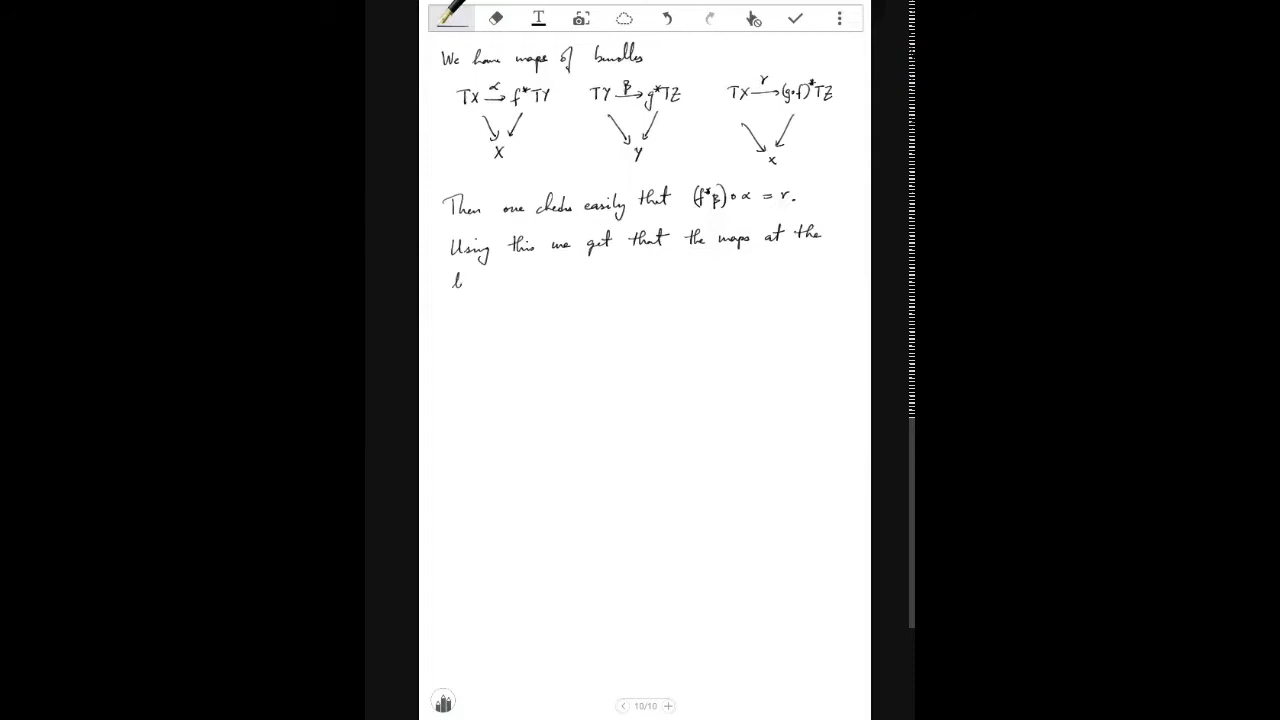 We have maps of bundles
TX →α f*TY    TY →β g*TZ    TX →γ (g∘f)*TZ
X    Y    X
Then one checks easily that (f*β)∘α = γ.
Using this we get that the maps at the
l
10/10